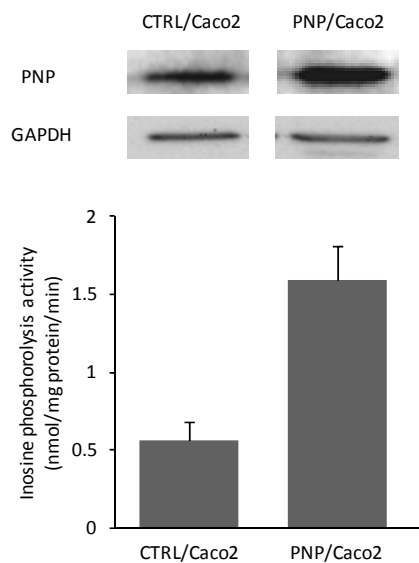 CTRL/Caco2 PNP/Caco2
PNP
GAPDH
Inosine phosphorolysis activity
(nmol/mg protein/min)
2
1.5
1
0.5
0
CTRL/Caco2 PNP/Caco2